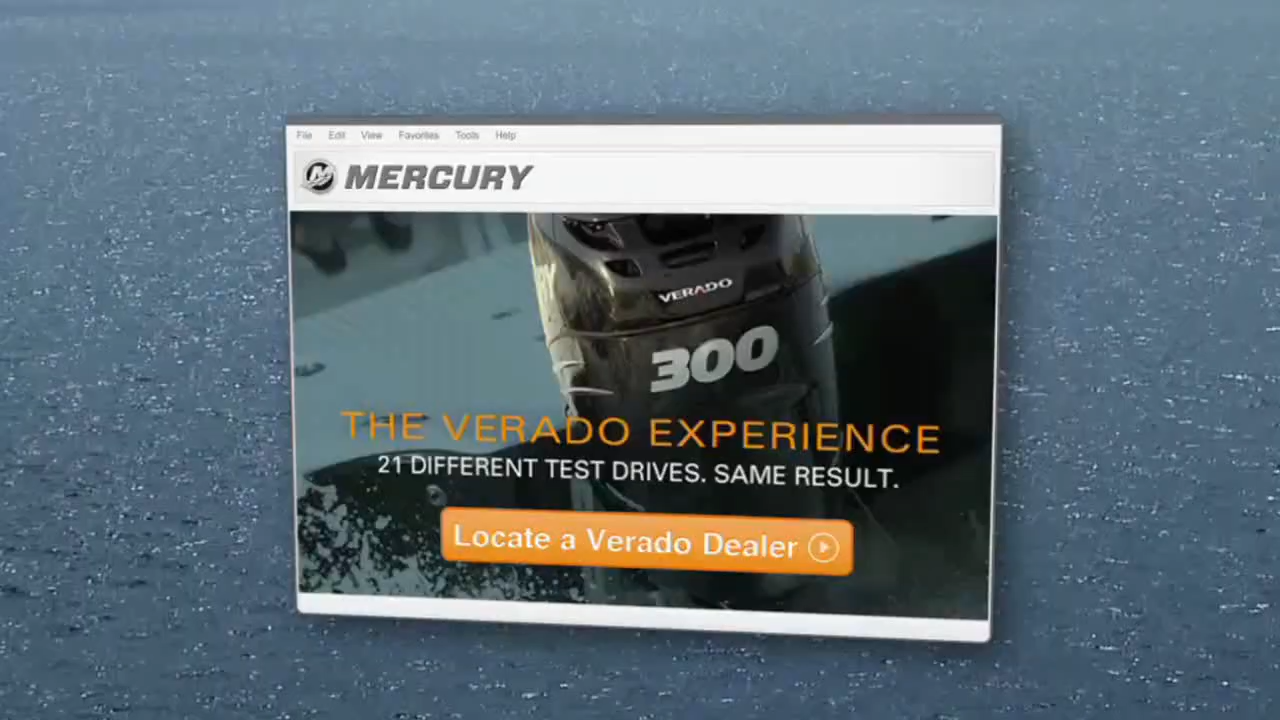 File Edit View Favorites Tools Help
MERCURY
VERADO
300
THE VERADO EXPERIENCE
21 DIFFERENT TEST DRIVES. SAME RESULT.
Locate a Verado Dealer